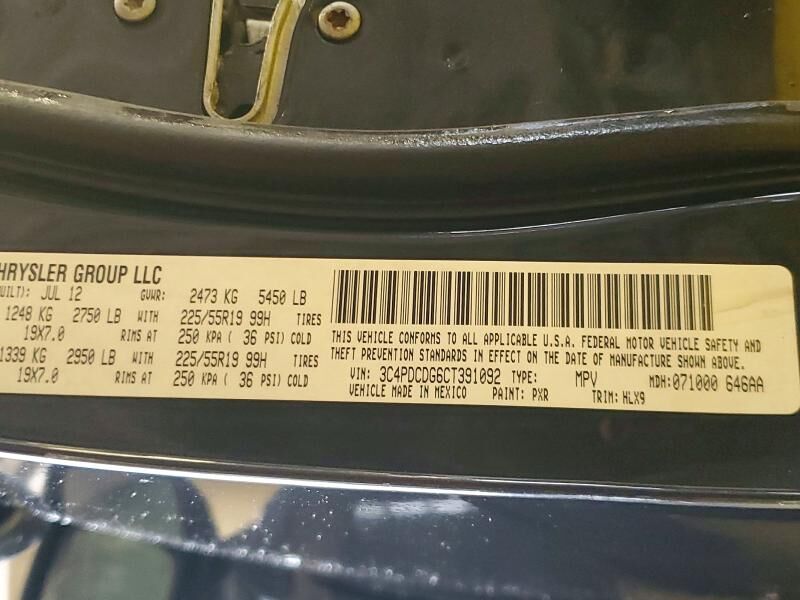 HRYSLER GROUP LLC
UILT): JUL 12 GVWR: 2473 KG 5450 LB
1248 KG 2750 LB WITH 225/55R19 99H TIRES
19X7.0 RIMS AT 250 KPA ( 36 PSI) COLD
1339 KG 2950 LB WITH 225/55R19 99H TIRES
19X7.0 RIMS AT 250 KPA ( 36 PSI) COLD
THIS VEHICLE CONFORMS TO ALL APPLICABLE U.S.A. FEDERAL MOTOR VEHICLE SAFETY AND
THEFT PREVENTION STANDARDS IN EFFECT ON THE DATE OF MANUFACTURE SHOWN ABOVE.
VIN: 3C4PDCDG6CT391092 TYPE: MPV MDH:071000 646AA
VEHICLE MADE IN MEXICO PAINT: PXR TRIM: HLX9